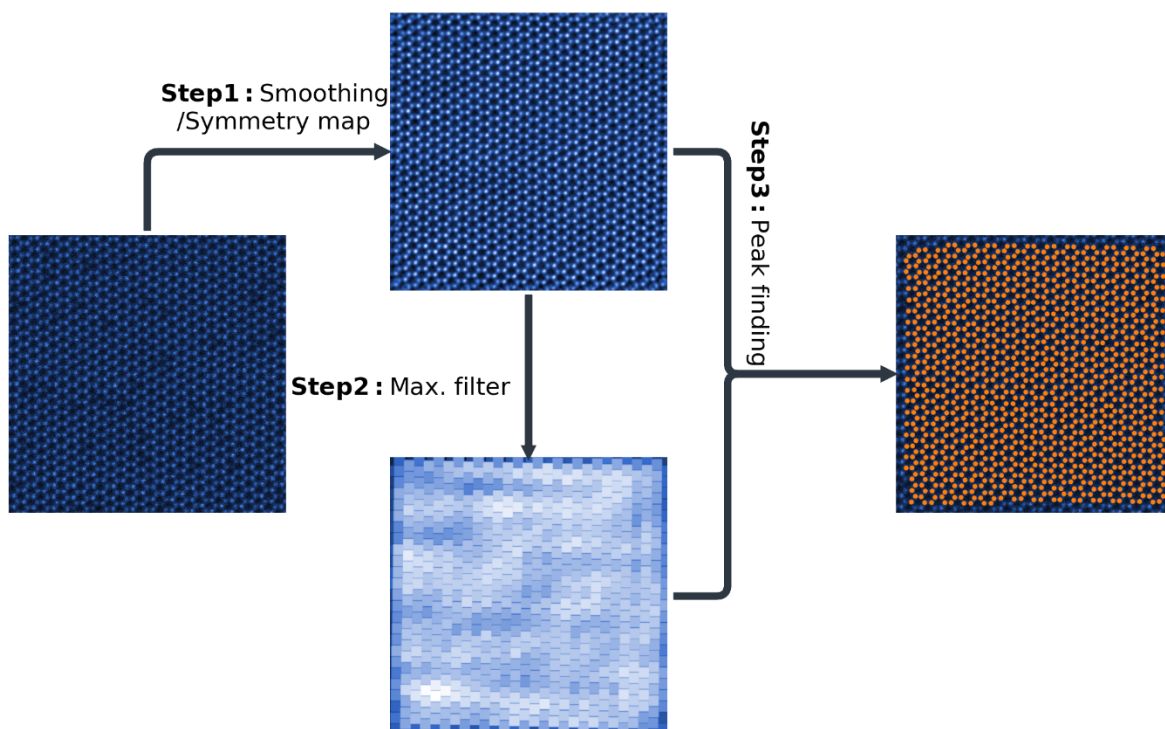 Step1: Smoothing
/Symmetry map
Step2: Max. filter
Step3: Peak finding